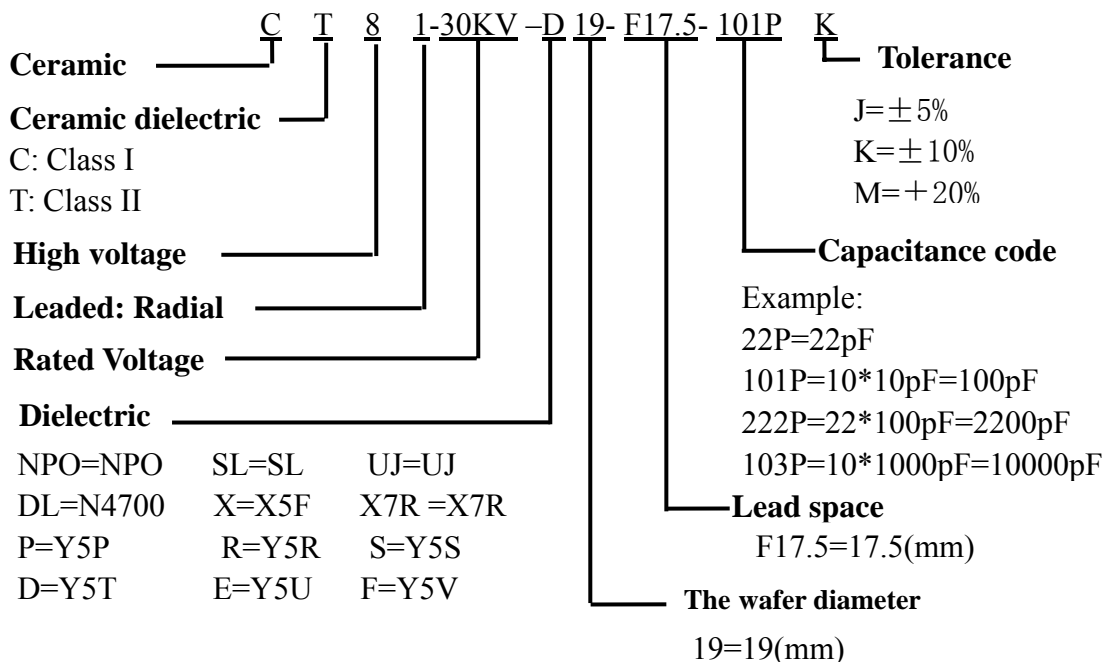 C T 8 1-30KV –D 19- F17.5- 101P K
Ceramic
Ceramic dielectric
C: Class I
T: Class II
High voltage
Leaded: Radial
Rated Voltage
Dielectric
NPO=NPO SL=SL UJ=UJ
DL=N4700 X=X5F X7R =X7R
P=Y5P R=Y5R S=Y5S
D=Y5T E=Y5U F=Y5V
Tolerance
J=±5%
K=±10%
M=+20%
Capacitance code
Example:
22P=22pF
101P=10*10pF=100pF
222P=22*100pF=2200pF
103P=10*1000pF=10000pF
Lead space
F17.5=17.5(mm)
The wafer diameter
19=19(mm)